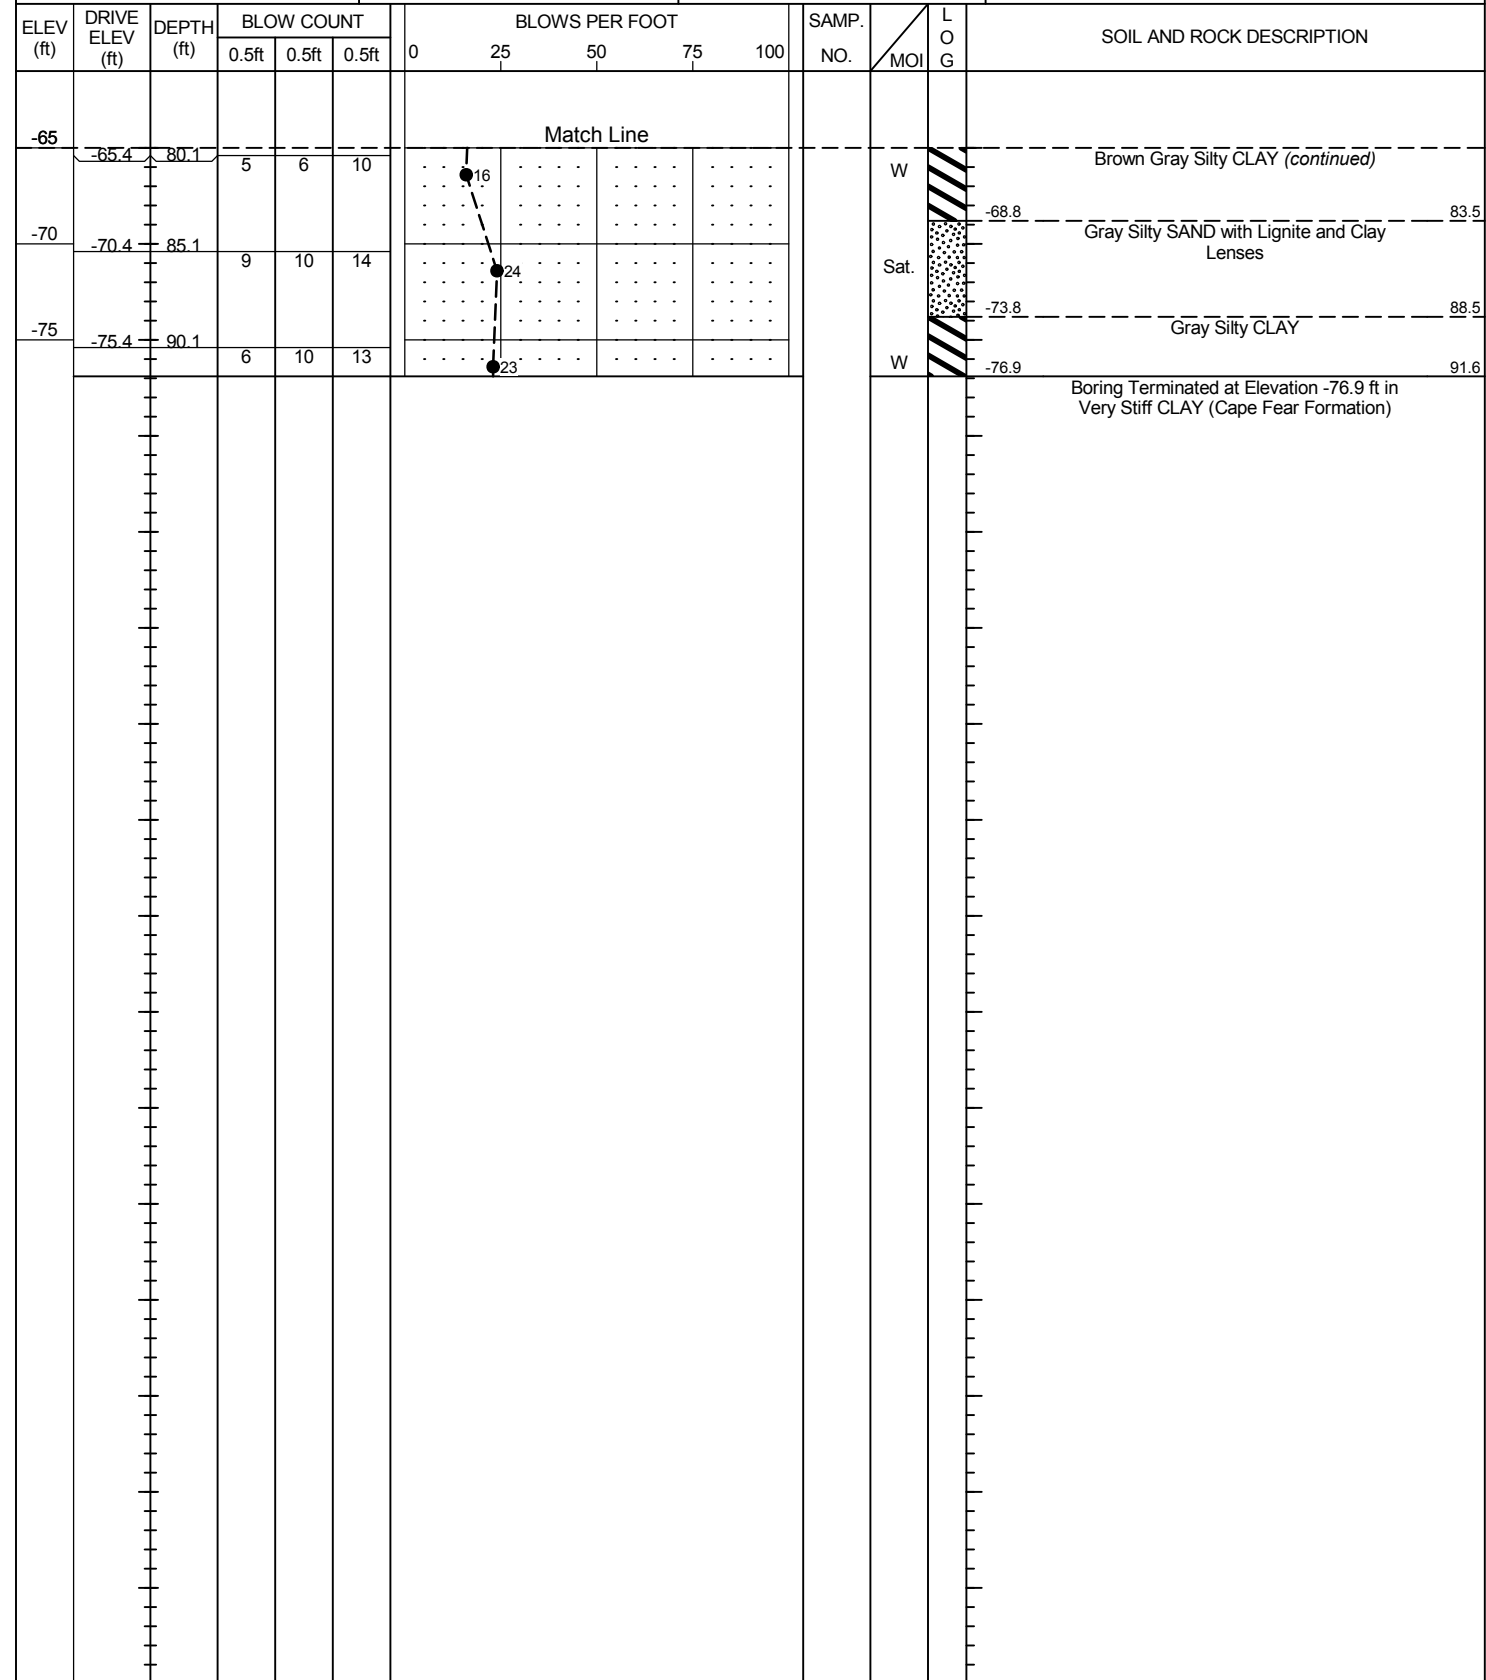 ELEV (ft) DRIVE ELEV (ft) DEPTH (ft) BLOW COUNT BLOWS PER FOOT SAMP. NO. MOI L O G SOIL AND ROCK DESCRIPTION
0.5ft 0.5ft 0.5ft 0 25 50 75 100
-65 Match Line
-65.4 80.1 5 6 10 16 W Brown Gray Silty CLAY (continued)
-68.8 83.5
-70 Gray Silty SAND with Lignite and Clay
Lenses
-70.4 85.1 9 10 14 24 Sat.
-73.8 88.5
-75 Gray Silty CLAY
-75.4 90.1 6 10 13 23 W
-76.9 91.6
Boring Terminated at Elevation -76.9 ft in
Very Stiff CLAY (Cape Fear Formation)